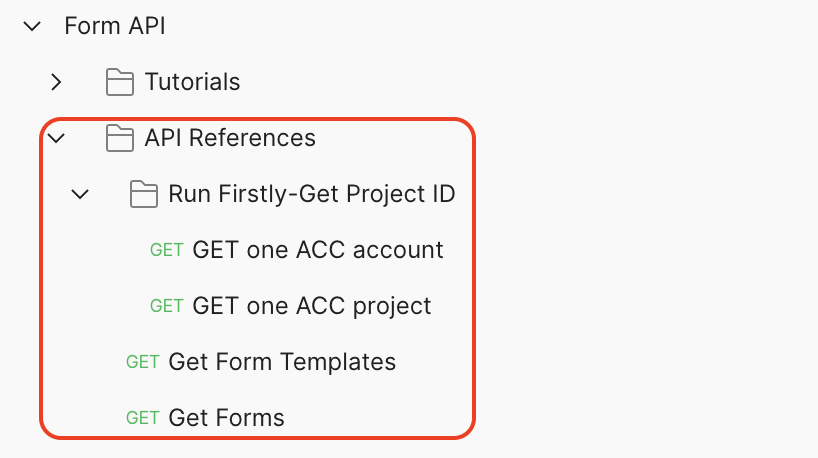 Form API
Tutorials
API References
Run Firstly-Get Project ID
GET GET one ACC account
GET GET one ACC project
GET Get Form Templates
GET Get Forms